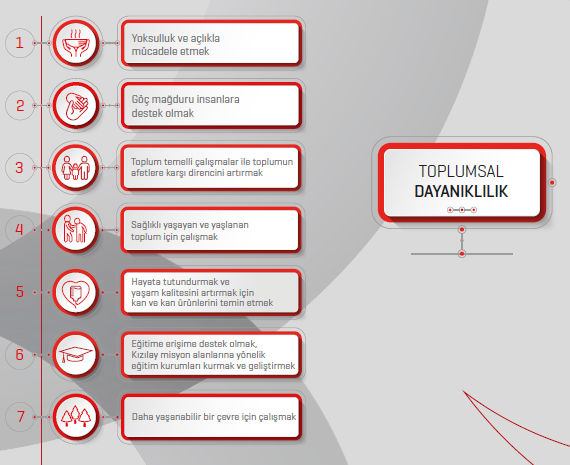 1
Yoksulluk ve açlıkla
mücadele etmek
2
Göç mağduru insanlara
destek olmak
3
Toplum temelli çalışmalar ile toplumun
afetlere karşı direncini artırmak
4
Sağlıklı yaşayan ve yaşlanan
toplum için çalışmak
5
Hayata tutundurmak ve
yaşam kalitesini artırmak için
kan ve kan ürünlerini temin etmek
6
Eğitime erişime destek olmak,
Kızılay misyon alanlarına yönelik
eğitim kurumları kurmak ve geliştirmek
7
Daha yaşanabilir bir çevre için çalışmak
TOPLUMSAL
DAYANIKLILIK